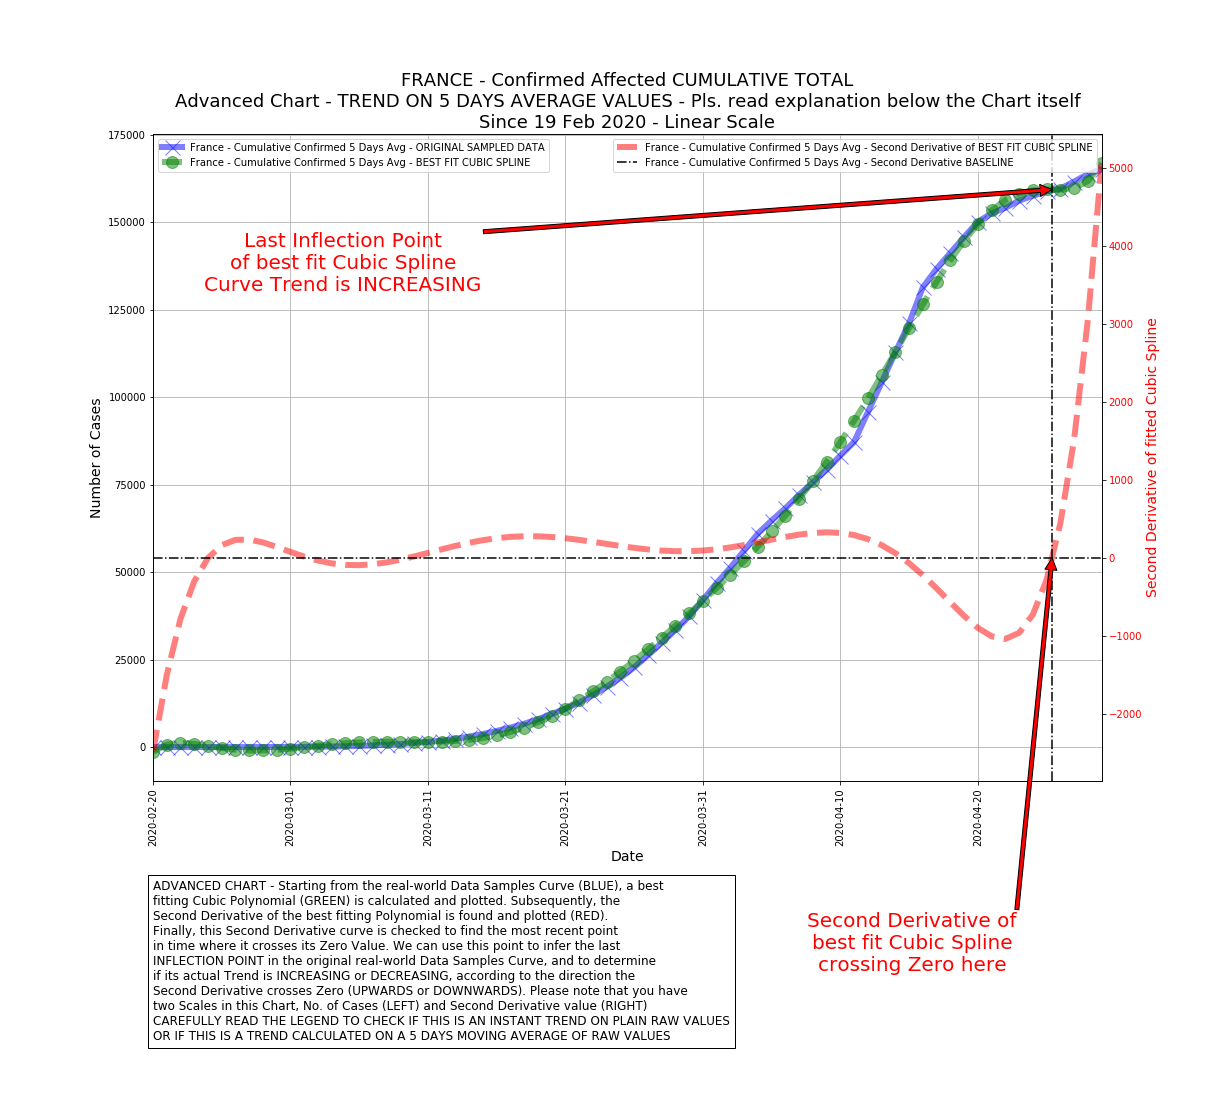 FRANCE - Confirmed Affected CUMULATIVE TOTAL
Advanced Chart - TREND ON 5 DAYS AVERAGE VALUES - Pls. read explanation below the Chart itself
Since 19 Feb 2020 - Linear Scale
France - Cumulative Confirmed 5 Days Avg - ORIGINAL SAMPLED DATA
France - Cumulative Confirmed 5 Days Avg - BEST FIT CUBIC SPLINE
France - Cumulative Confirmed 5 Days Avg - Second Derivative of BEST FIT CUBIC SPLINE
France - Cumulative Confirmed 5 Days Avg - Second Derivative BASELINE
Last Inflection Point
of best fit Cubic Spline
Curve Trend is INCREASING
Number of Cases
175000
150000
125000
100000
75000
50000
25000
0
5000
4000
3000
2000
1000
0
−1000
−2000
Second Derivative of fitted Cubic Spline
2020-02-20
2020-03-01
2020-03-11
2020-03-21
2020-03-31
2020-04-10
2020-04-20
Date
Second Derivative of
best fit Cubic Spline
crossing Zero here
ADVANCED CHART - Starting from the real-world Data Samples Curve (BLUE), a best
fitting Cubic Polynomial (GREEN) is calculated and plotted. Subsequently, the
Second Derivative of the best fitting Polynomial is found and plotted (RED).
Finally, this Second Derivative curve is checked to find the most recent point
in time where it crosses its Zero Value. We can use this point to infer the last
INFLECTION POINT in the original real-world Data Samples Curve, and to determine
if its actual Trend is INCREASING or DECREASING, according to the direction the
Second Derivative crosses Zero (UPWARDS or DOWNWARDS). Please note that you have
two Scales in this Chart, No. of Cases (LEFT) and Second Derivative value (RIGHT)
CAREFULLY READ THE LEGEND TO CHECK IF THIS IS AN INSTANT TREND ON PLAIN RAW VALUES
OR IF THIS IS A TREND CALCULATED ON A 5 DAYS MOVING AVERAGE OF RAW VALUES